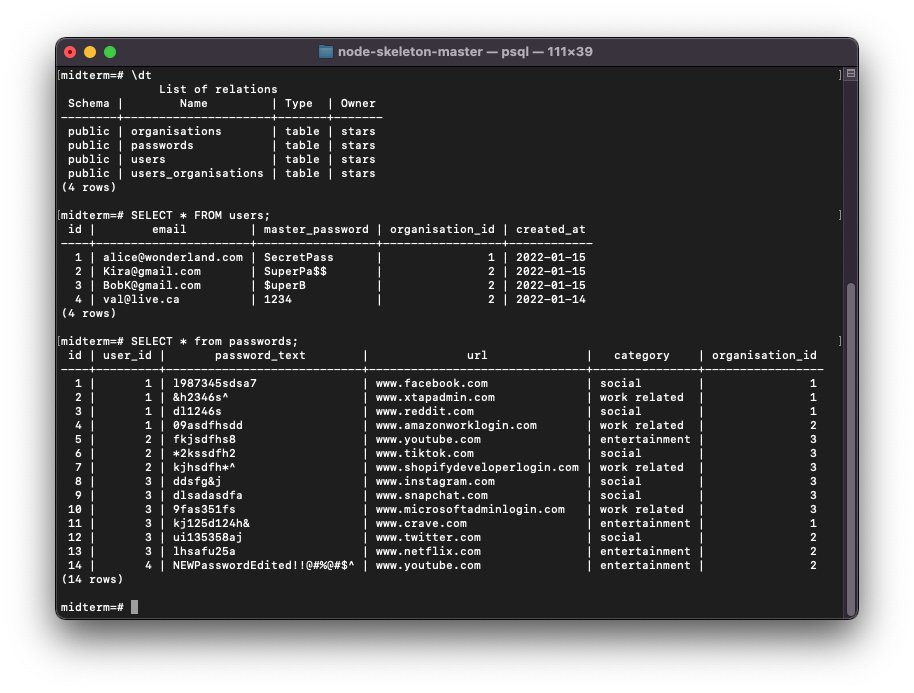 node-skeleton-master — psql — 111×39
[midterm=# \dt ]
              List of relations
 Schema |        Name         | Type  | Owner
--------+---------------------+-------+-------
 public | organisations       | table | stars
 public | passwords           | table | stars
 public | users               | table | stars
 public | users_organisations | table | stars
(4 rows)
[midterm=# SELECT * FROM users; ]
 id |        email         | master_password | organisation_id | created_at
----+----------------------+-----------------+-----------------+------------
  1 | alice@wonderland.com | SecretPass      |               1 | 2022-01-15
  2 | Kira@gmail.com       | SuperPa$$       |               2 | 2022-01-15
  3 | BobK@gmail.com       | $uperB          |               2 | 2022-01-15
  4 | val@live.ca          | 1234            |               2 | 2022-01-14
(4 rows)
[midterm=# SELECT * from passwords; ]
 id | user_id |       password_text       |             url              |   category    | organisation_id
----+---------+---------------------------+------------------------------+---------------+-----------------
  1 |       1 | l987345sdsa7              | www.facebook.com             | social        |               1
  2 |       1 | &h2346s^                  | www.xtapadmin.com            | work related  |               1
  3 |       1 | dl1246s                   | www.reddit.com               | social        |               1
  4 |       1 | 09asdfhsdd                | www.amazonworklogin.com      | work related  |               2
  5 |       2 | fkjsdfhs8                 | www.youtube.com              | entertainment |               3
  6 |       2 | *2kssdfh2                 | www.tiktok.com               | social        |               3
  7 |       2 | kjhsdfh*^                 | www.shopifydeveloperlogin.com | work related  |               3
  8 |       3 | ddsfg&j                   | www.instagram.com            | social        |               3
  9 |       3 | dlsadasdfa                | www.snapchat.com             | social        |               3
 10 |       3 | 9fas351fs                 | www.microsoftadminlogin.com  | work related  |               3
 11 |       3 | kj125d124h&               | www.crave.com                | entertainment |               1
 12 |       3 | ui135358aj                | www.twitter.com              | social        |               2
 13 |       3 | lhsafu25a                 | www.netflix.com              | entertainment |               2
 14 |       4 | NEWPasswordEdited!!@#%@#$^ | www.youtube.com              | entertainment |               2
(14 rows)
midterm=#